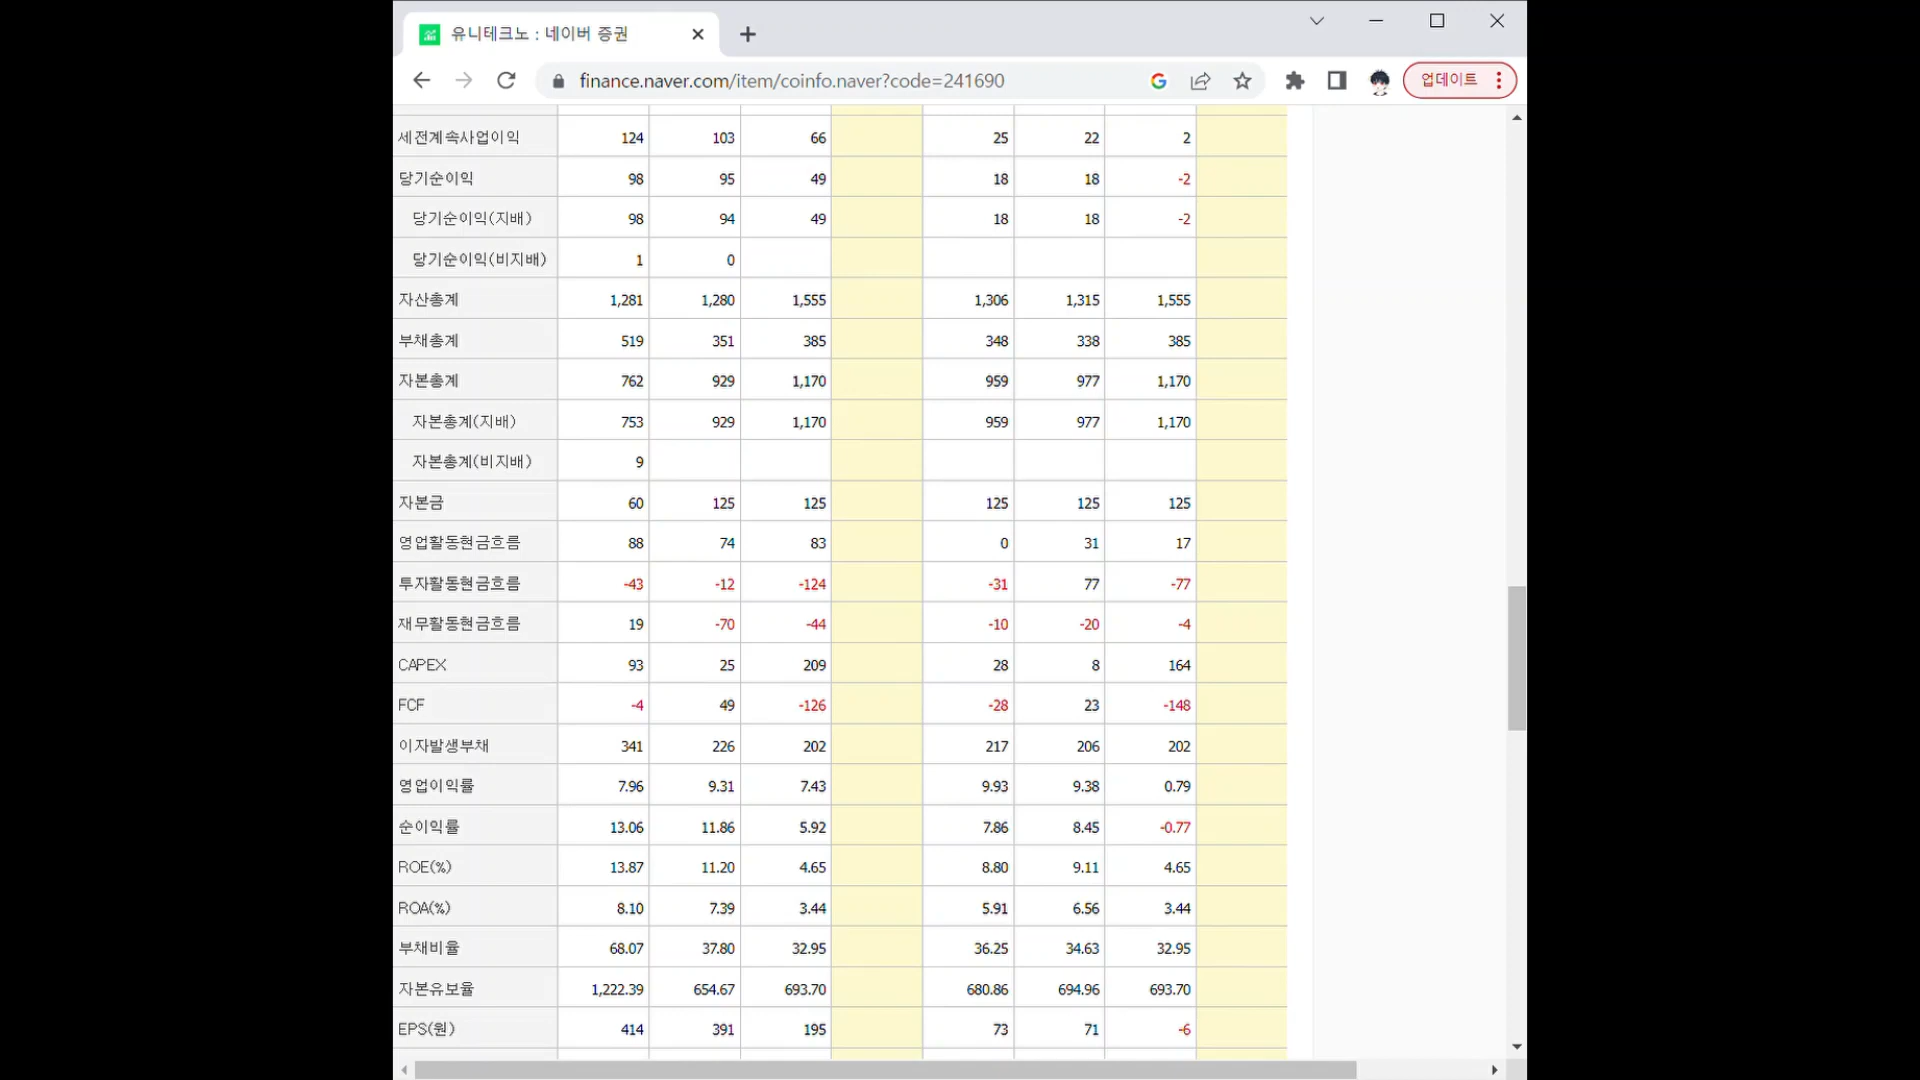 유니테크노 : 네이버 증권
finance.naver.com/item/coinfo.naver?code=241690
업데이트
세전계속사업이익 124 103 66 25 22 2
당기순이익 98 95 49 18 18 -2
당기순이익(지배) 98 94 49 18 18 -2
당기순이익(비지배) 1 0
자산총계 1,281 1,280 1,555 1,306 1,315 1,555
부채총계 519 351 385 348 338 385
자본총계 762 929 1,170 959 977 1,170
자본총계(지배) 753 929 1,170 959 977 1,170
자본총계(비지배) 9
자본금 60 125 125 125 125 125
영업활동현금흐름 88 74 83 0 31 17
투자활동현금흐름 -43 -12 -124 -31 77 -77
재무활동현금흐름 19 -70 -44 -10 -20 -4
CAPEX 93 25 209 28 8 164
FCF -4 49 -126 -28 23 -148
이자발생부채 341 226 202 217 206 202
영업이익률 7.96 9.31 7.43 9.93 9.38 0.79
순이익률 13.06 11.86 5.92 7.86 8.45 -0.77
ROE(%) 13.87 11.20 4.65 8.80 9.11 4.65
ROA(%) 8.10 7.39 3.44 5.91 6.56 3.44
부채비율 68.07 37.80 32.95 36.25 34.63 32.95
자본유보율 1,222.39 654.67 693.70 680.86 694.96 693.70
EPS(원) 414 391 195 73 71 -6